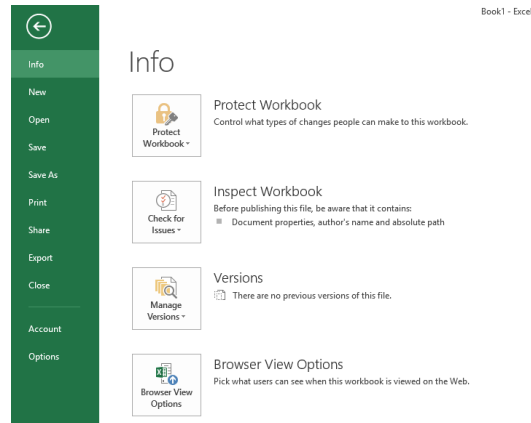 Book1 - Excel
Info
New
Open
Save
Save As
Print
Share
Export
Close
Account
Options
Info
Protect Workbook
Protect Workbook
Control what types of changes people can make to this workbook.
Check for Issues
Inspect Workbook
Before publishing this file, be aware that it contains:
Document properties, author's name and absolute path
Manage Versions
Versions
There are no previous versions of this file.
Browser View Options
Browser View Options
Pick what users can see when this workbook is viewed on the Web.